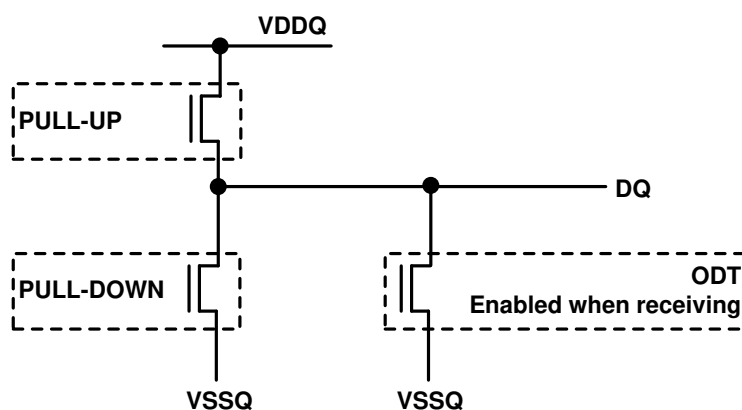 VDDQ
PULL-UP
DQ
PULL-DOWN
ODT
Enabled when receiving
VSSQ
VSSQ